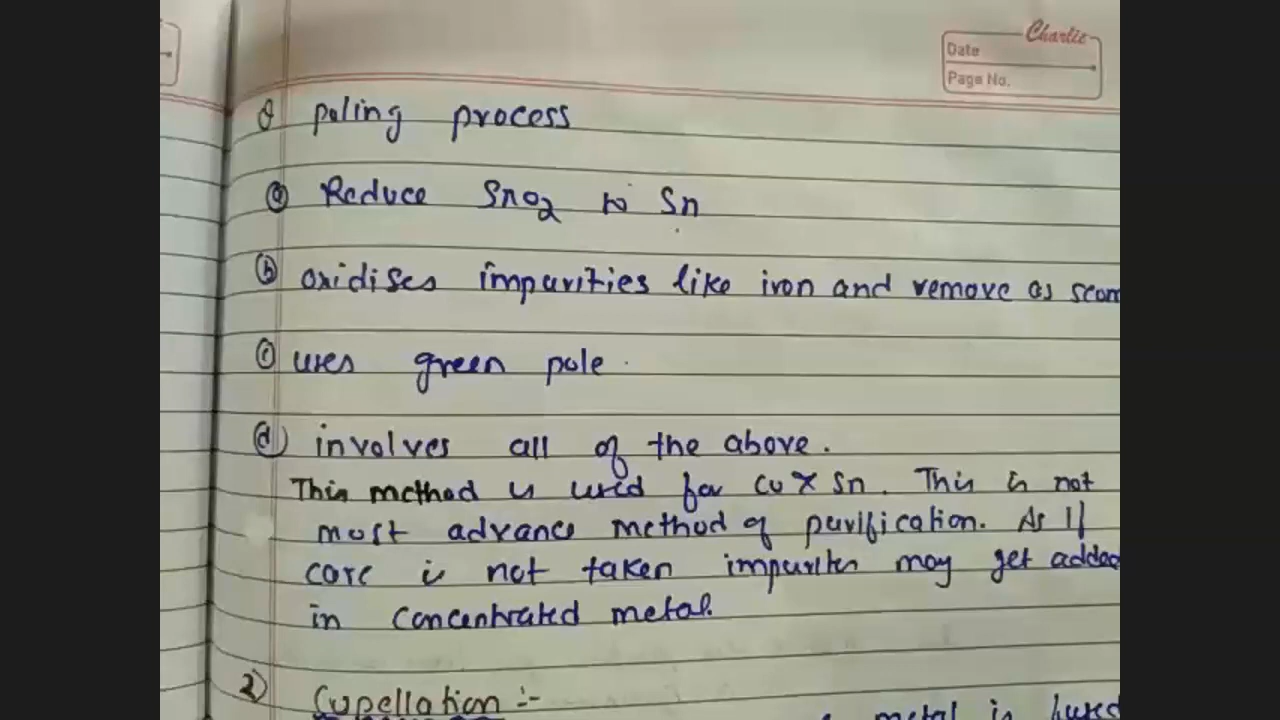 Charlie
Date
Page No.
Q poling process
(a) Reduce SnO2 to Sn
(b) oxidises impurities like iron and remove as scum
(c) uses green pole.
(d) involves all of the above.
This method is used for Cu & Sn. This is not
most advance method of purification. As if
care is not taken impurites may get added
in concentrated metal.
2) Cupellation :-
metal is